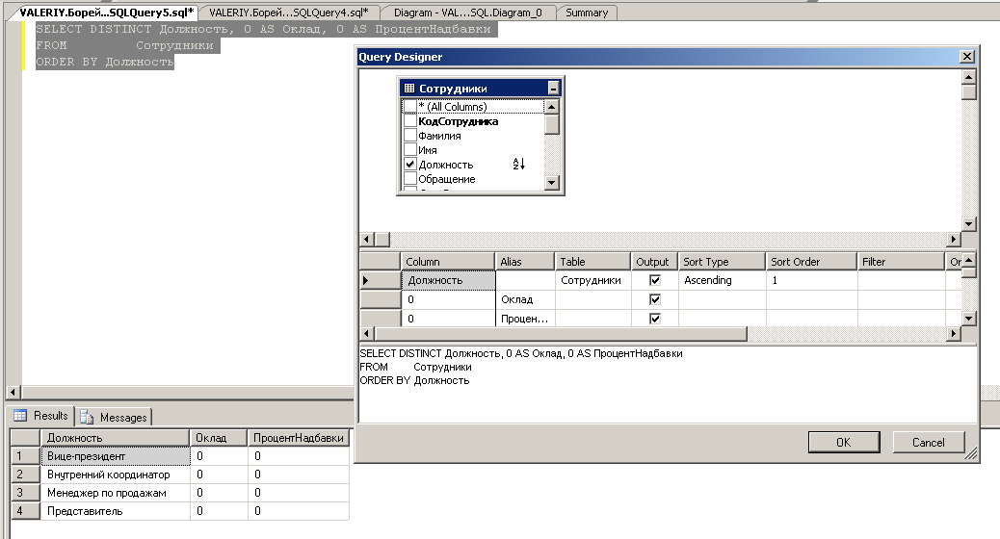 VALERIY.Борей...SQLQuery5.sql* VALERIY.Борей...SQLQuery4.sql* Diagram - VAL...SQL.Diagram_0 Summary
SELECT DISTINCT Должность, 0 AS Оклад, 0 AS ПроцентНадбавки
FROM Сотрудники
ORDER BY Должность
Query Designer
Сотрудники
* (All Columns)
КодСотрудника
Фамилия
Имя
Должность
Обращение
Column Alias Table Output Sort Type Sort Order Filter Or
Должность Сотрудники Ascending 1
0 Оклад
0 Процен...
SELECT DISTINCT Должность, 0 AS Оклад, 0 AS ПроцентНадбавки
FROM Сотрудники
ORDER BY Должность
OK Cancel
Results Messages
Должность Оклад ПроцентНадбавки
1 Вице-президент 0 0
2 Внутренний координатор 0 0
3 Менеджер по продажам 0 0
4 Представитель 0 0